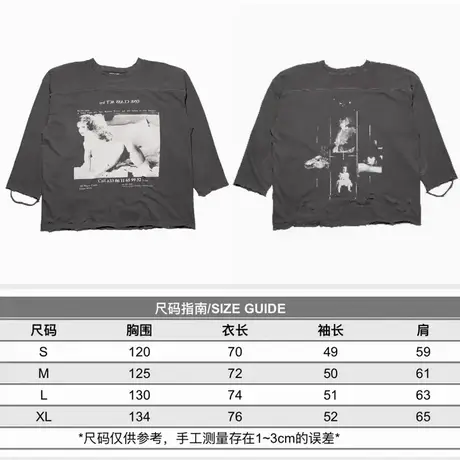 尺码指南/SIZE GUIDE
尺码 胸围 衣长 袖长 肩
S 120 70 49 59
M 125 72 50 61
L 130 74 51 63
XL 134 76 52 65
*尺码仅供参考，手工测量存在1~3cm的误差*